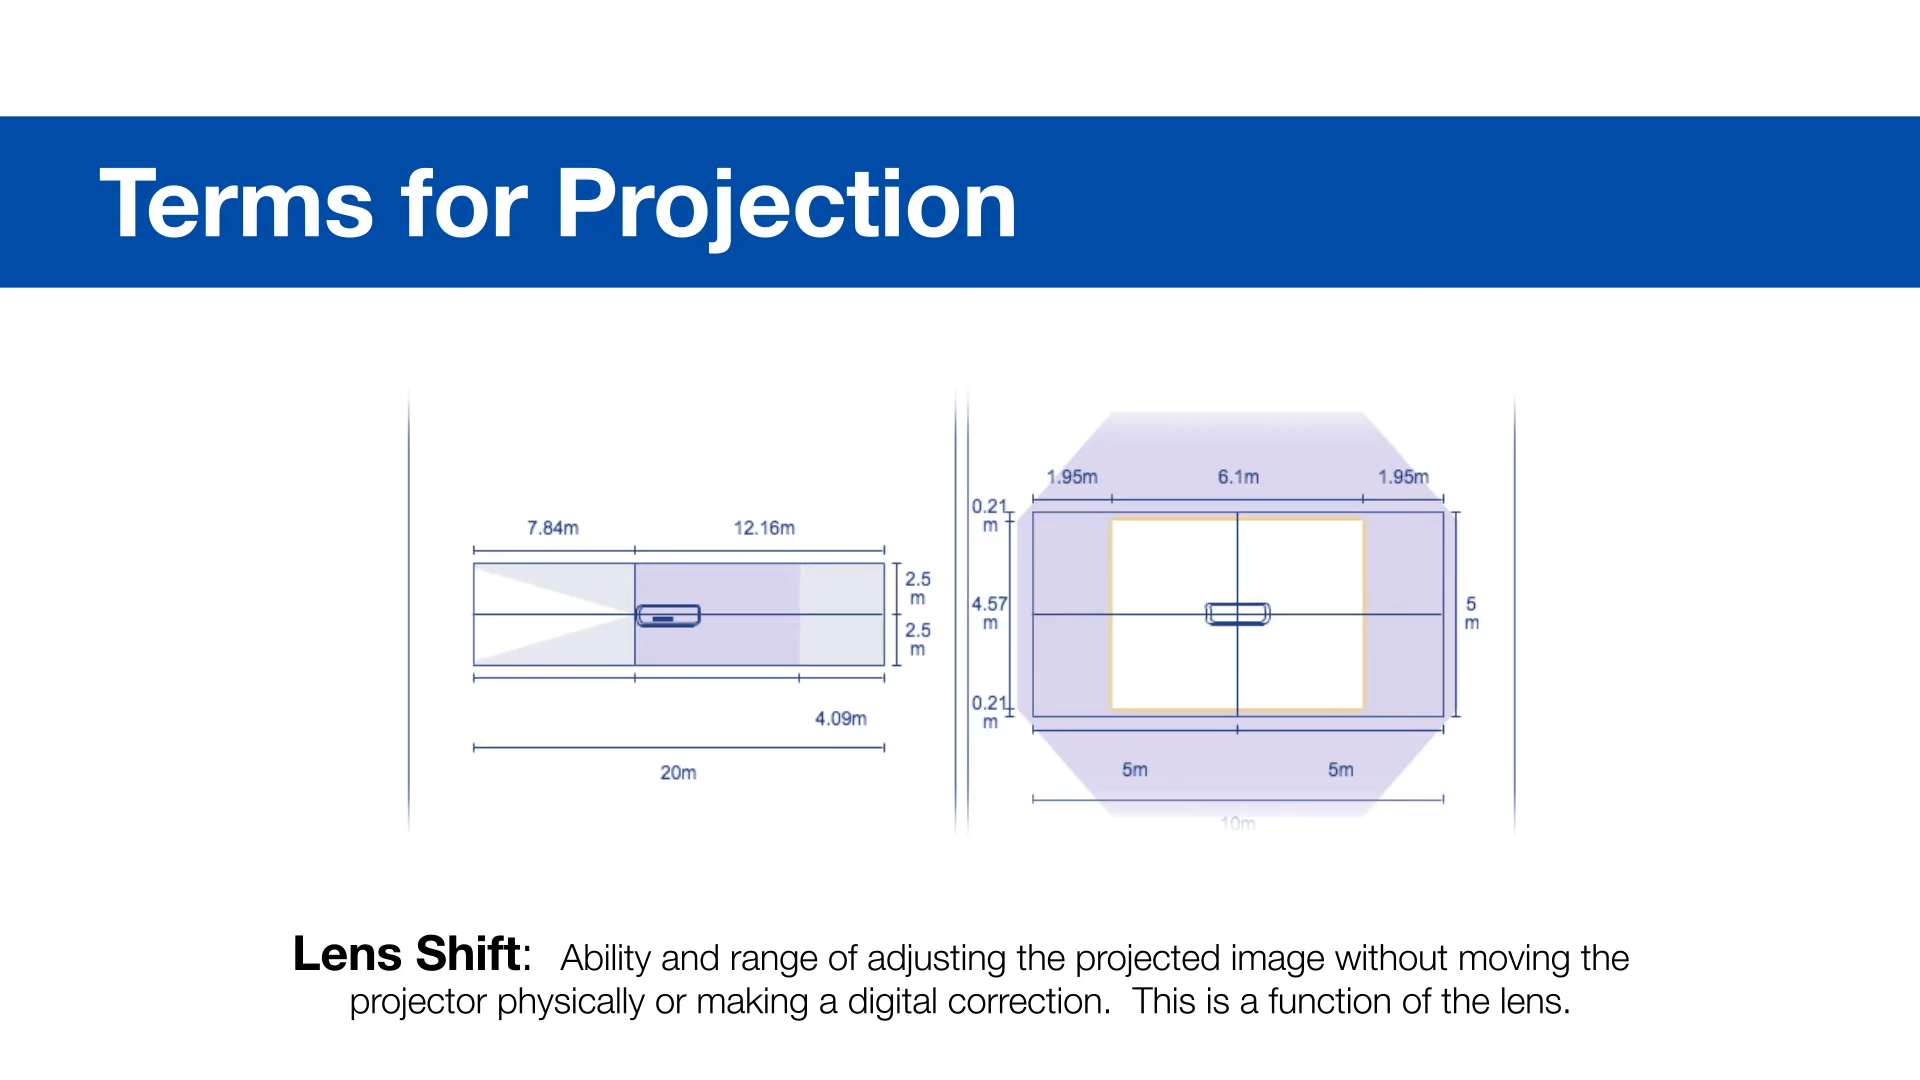 Terms for Projection
7.84m
12.16m
2.5
m
2.5
m
4.09m
20m
1.95m
6.1m
1.95m
0.21
m
4.57
m
0.21
m
5
m
5m
5m
10m
Lens Shift: Ability and range of adjusting the projected image without moving the
projector physically or making a digital correction. This is a function of the lens.